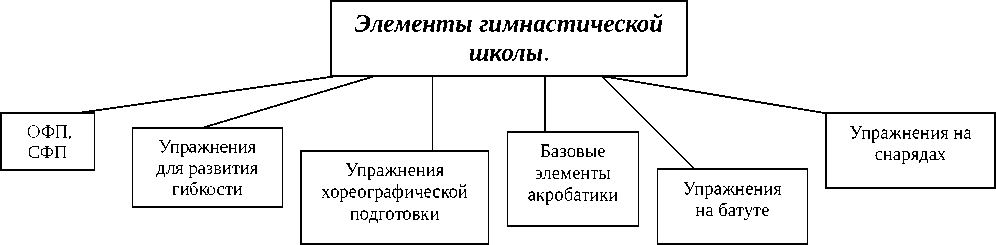 Элементы гимнастической
школы.
ОФП,
СФП
Упражнения
для развития
гибкости
Упражнения
хореографической
подготовки
Базовые
элементы
акробатики
Упражнения
на батуте
Упражнения на
снарядах